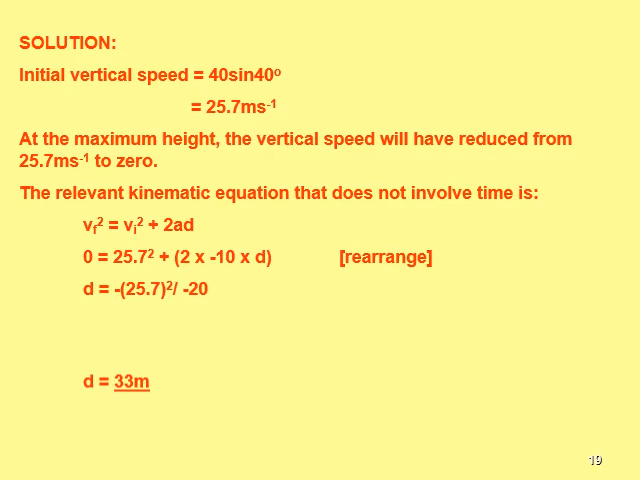 SOLUTION:
Initial vertical speed = 40sin40º
= 25.7ms⁻¹
At the maximum height, the vertical speed will have reduced from
25.7ms⁻¹ to zero.
The relevant kinematic equation that does not involve time is:
v_f² = v_i² + 2ad
0 = 25.7² + (2 x -10 x d) [rearrange]
d = -(25.7)²/ -20
d = 33m
19